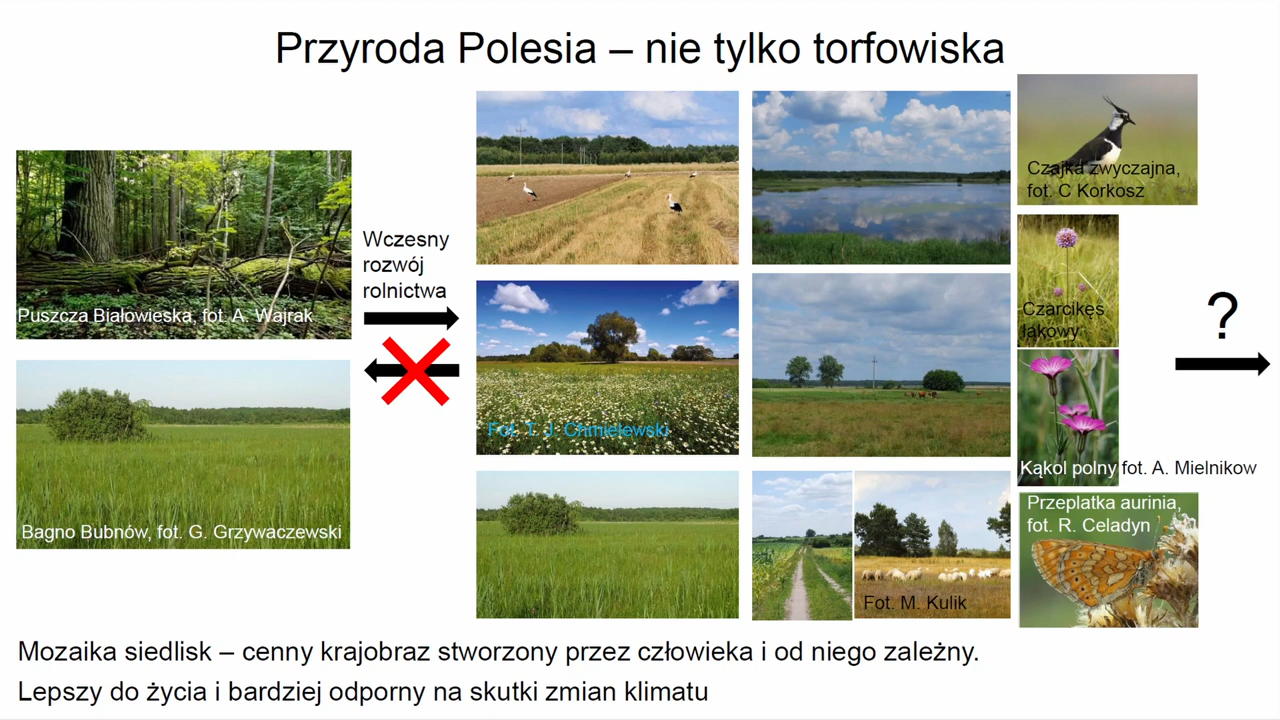 Przyroda Polesia – nie tylko torfowiska
Puszcza Białowieska, fot. A. Wajrak
Bagno Bubnów, fot. G. Grzywaczewski
Wczesny
rozwój
rolnictwa
Fot. T. J. Chmielewski
Fot. M. Kulik
Czajka zwyczajna,
fot. C Korkosz
Czarcikęs
łąkowy
Kąkol polny fot. A. Mielnikow
Przeplatka aurinia,
fot. R. Celadyn
?
Mozaika siedlisk – cenny krajobraz stworzony przez człowieka i od niego zależny.
Lepszy do życia i bardziej odporny na skutki zmian klimatu